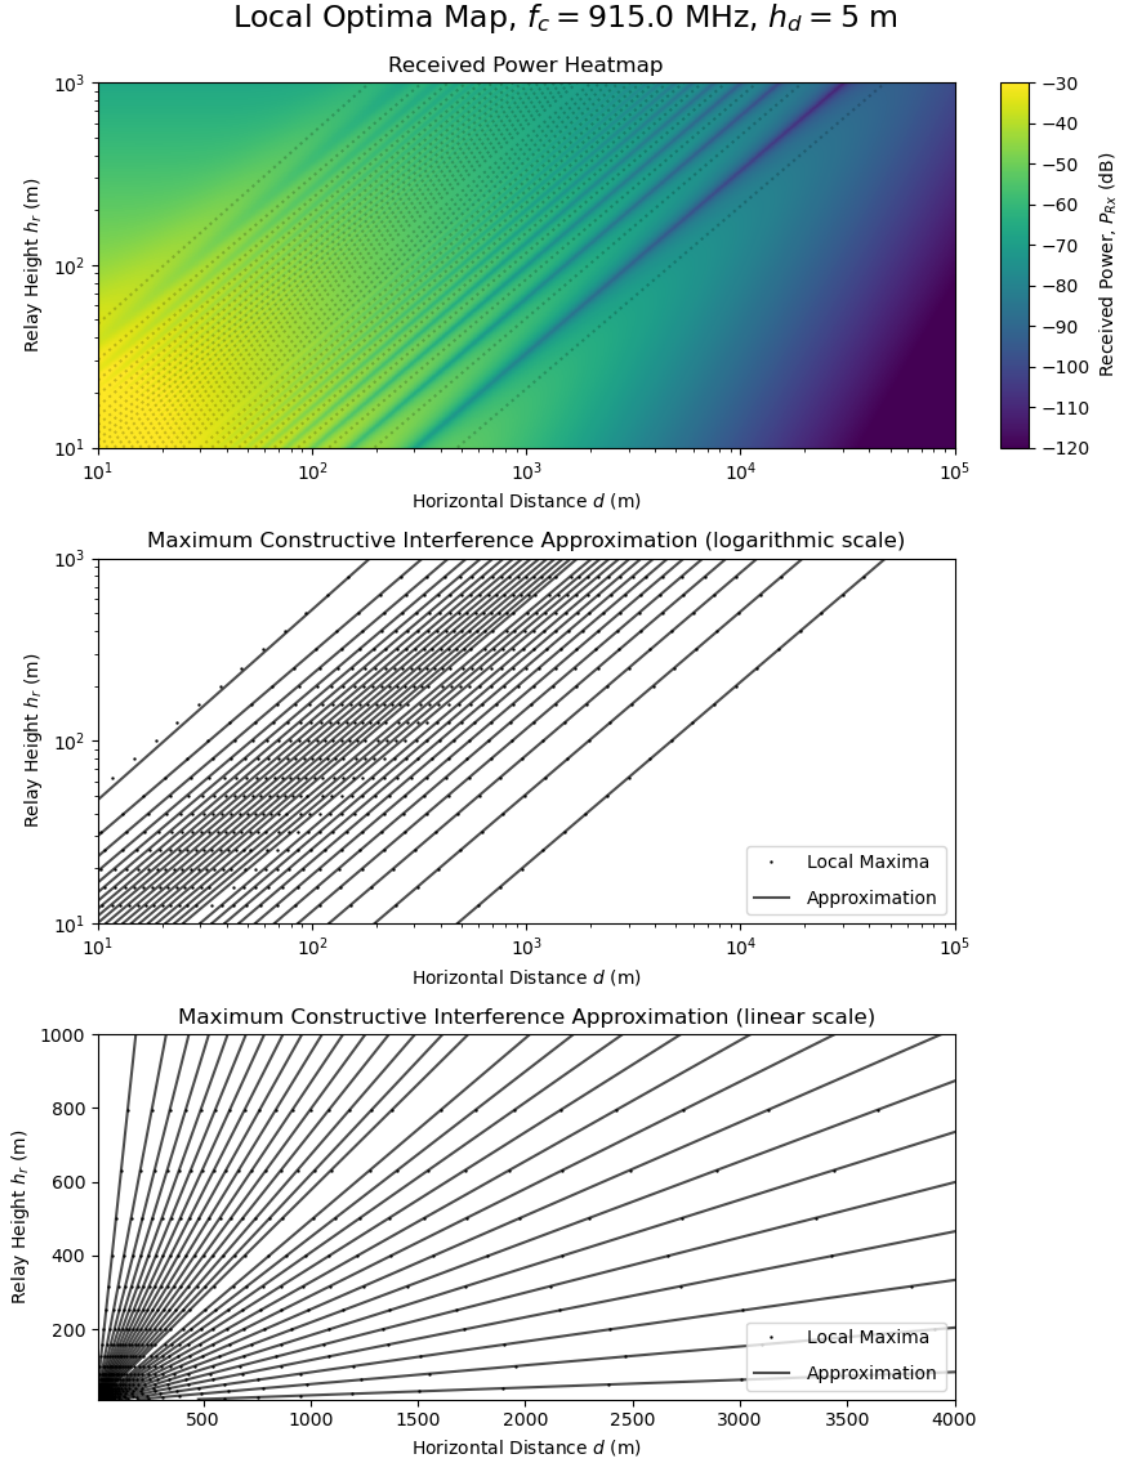 Local Optima Map, f_c = 915.0 MHz, h_d = 5 m
Received Power Heatmap
10^3
10^2
10^1
Relay Height h_r (m)
10^1 10^2 10^3 10^4 10^5
Horizontal Distance d (m)
−30
−40
−50
−60
−70
−80
−90
−100
−110
−120
Received Power, P_{Rx} (dB)
Maximum Constructive Interference Approximation (logarithmic scale)
10^3
10^2
10^1
Relay Height h_r (m)
Local Maxima
Approximation
10^1 10^2 10^3 10^4 10^5
Horizontal Distance d (m)
Maximum Constructive Interference Approximation (linear scale)
1000
800
600
400
200
Relay Height h_r (m)
Local Maxima
Approximation
500 1000 1500 2000 2500 3000 3500 4000
Horizontal Distance d (m)